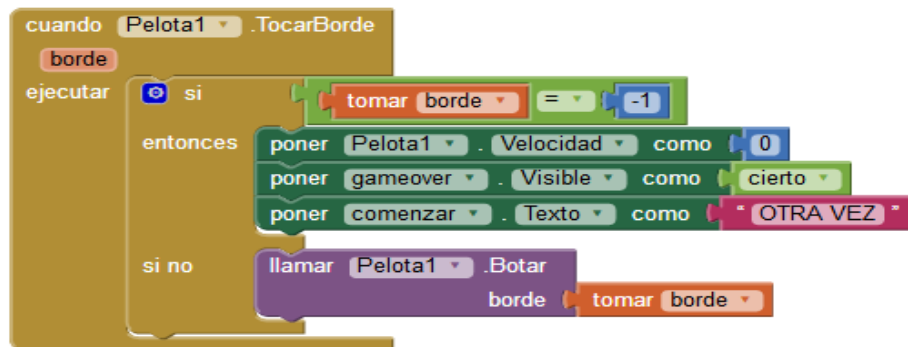 cuando Pelota1 .TocarBorde
borde
ejecutar si tomar borde = -1
entonces poner Pelota1 . Velocidad como 0
poner gameover . Visible como cierto
poner comenzar . Texto como " OTRA VEZ "
si no llamar Pelota1 .Botar
borde tomar borde